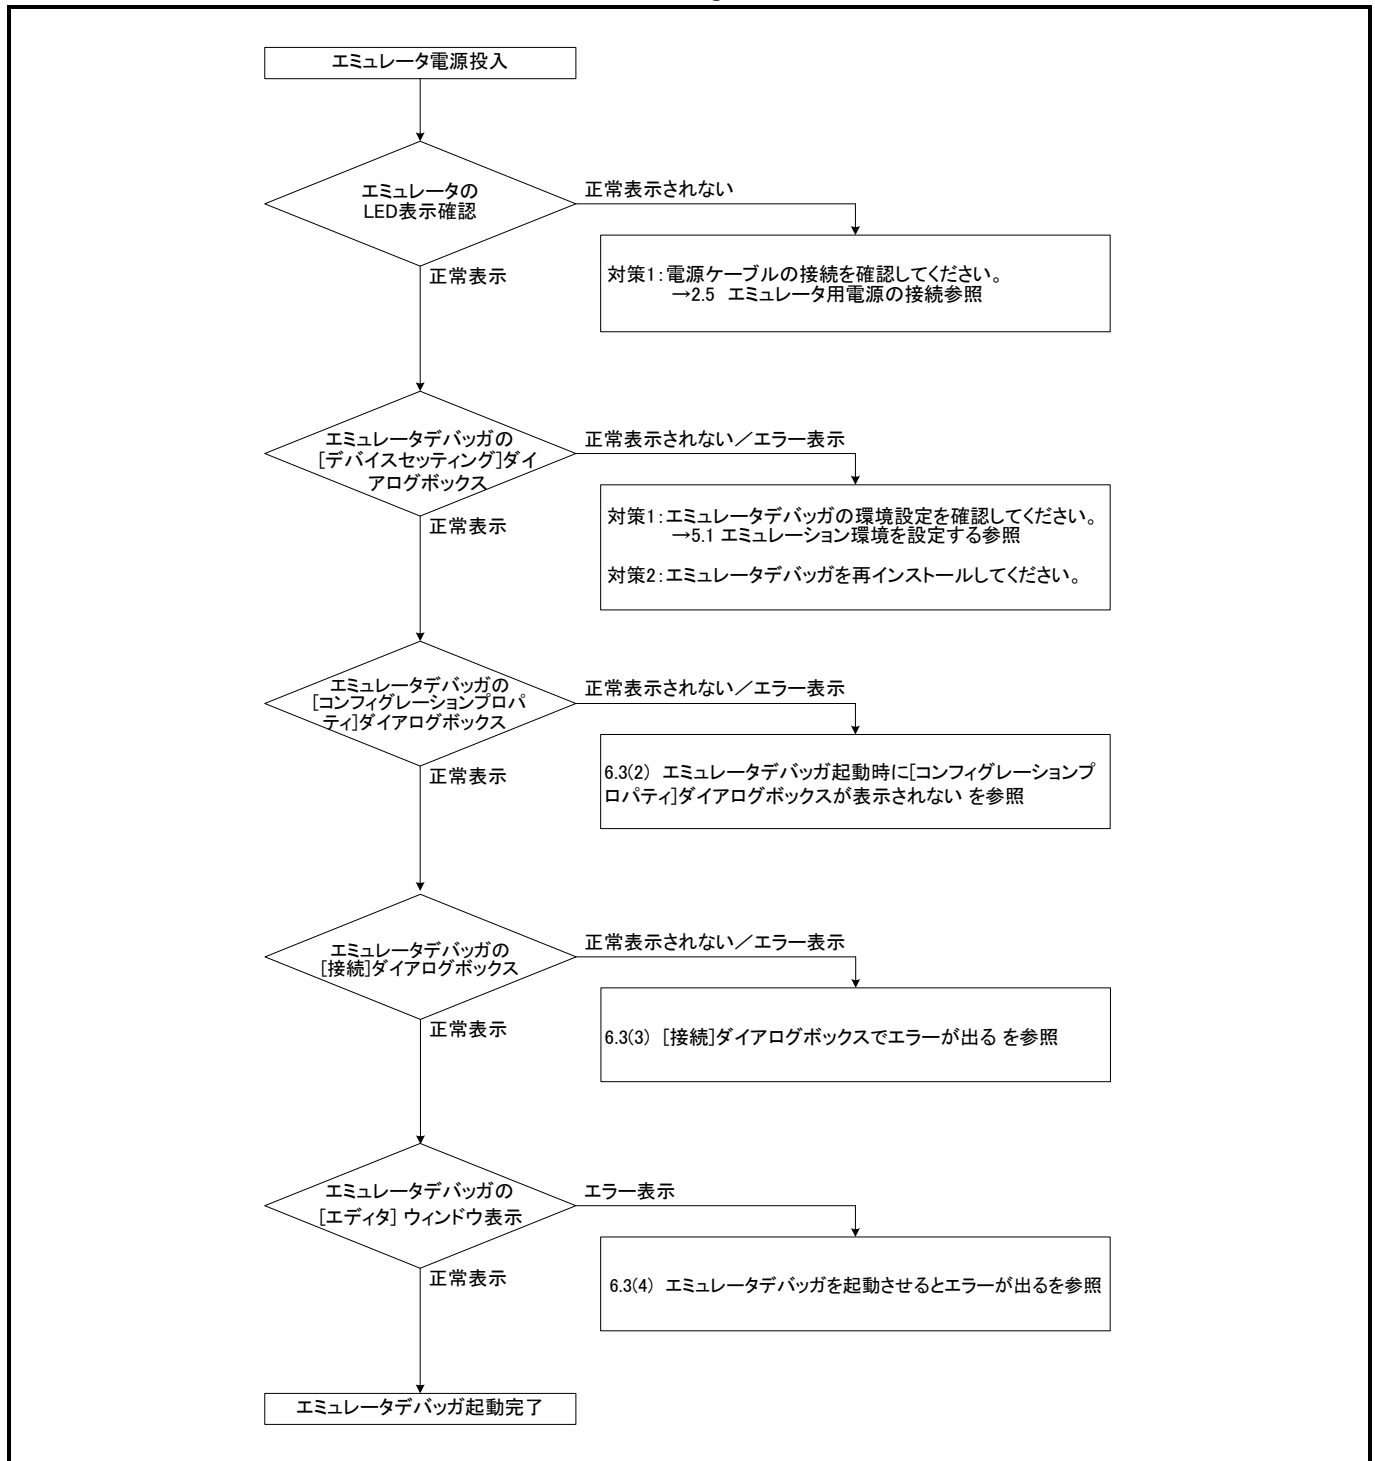 エミュレータ電源投入
エミュレータの
LED表示確認
正常表示されない
対策1:電源ケーブルの接続を確認してください。
→2.5 エミュレータ用電源の接続参照
正常表示
エミュレータデバッガの
[デバイスセッティング]ダイ
アログボックス
正常表示されない/エラー表示
対策1:エミュレータデバッガの環境設定を確認してください。
→5.1 エミュレーション環境を設定する参照
対策2:エミュレータデバッガを再インストールしてください。
正常表示
エミュレータデバッガの
[コンフィグレーションプロパ
ティ]ダイアログボックス
正常表示されない/エラー表示
6.3(2) エミュレータデバッガ起動時に[コンフィグレーションプ
ロパティ]ダイアログボックスが表示されない を参照
正常表示
エミュレータデバッガの
[接続]ダイアログボックス
正常表示されない/エラー表示
6.3(3) [接続]ダイアログボックスでエラーが出る を参照
正常表示
エミュレータデバッガの
[エディタ] ウィンドウ表示
エラー表示
6.3(4) エミュレータデバッガを起動させるとエラーが出るを参照
正常表示
エミュレータデバッガ起動完了